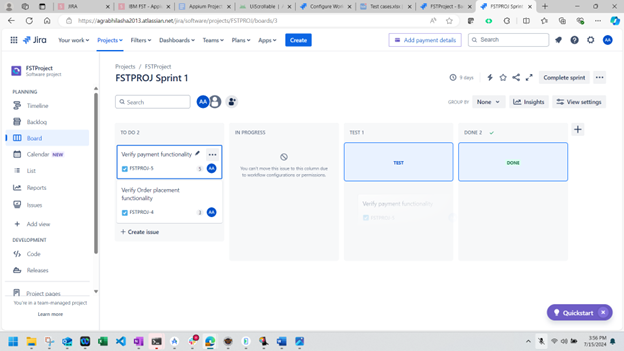 JIRA
IBM FST - App
Appium Project
UiScrollable
Configure Wor
Test cases.xls
FSTProject - B
FSTPROJ Sprint 1
https://agrabhilasha2013.atlassian.net/jira/software/projects/FSTPROJ/boards/3
Jira
Your work
Projects
Filters
Dashboards
Teams
Plans
Apps
Create
Add payment details
Search
AA
FSTProject
Software project
PLANNING
Timeline
Backlog
Board
Calendar NEW
List
Reports
Issues
Add view
DEVELOPMENT
Code
Releases
Project pages
You're in a team-managed project
Learn more
Projects / FSTProject
FSTPROJ Sprint 1
9 days
Complete sprint
Search
AA
GROUP BY
None
Insights
View settings
TO DO 2
Verify payment functionality
FSTPROJ-5
5
AA
Verify Order placement
functionality
FSTPROJ-4
3
AA
+ Create issue
IN PROGRESS
You can't move this issue to this column due
to workflow configurations or permissions.
TEST 1
TEST
Verify payment functionality
DONE 2
DONE
Quickstart
3:56 PM
7/15/2024